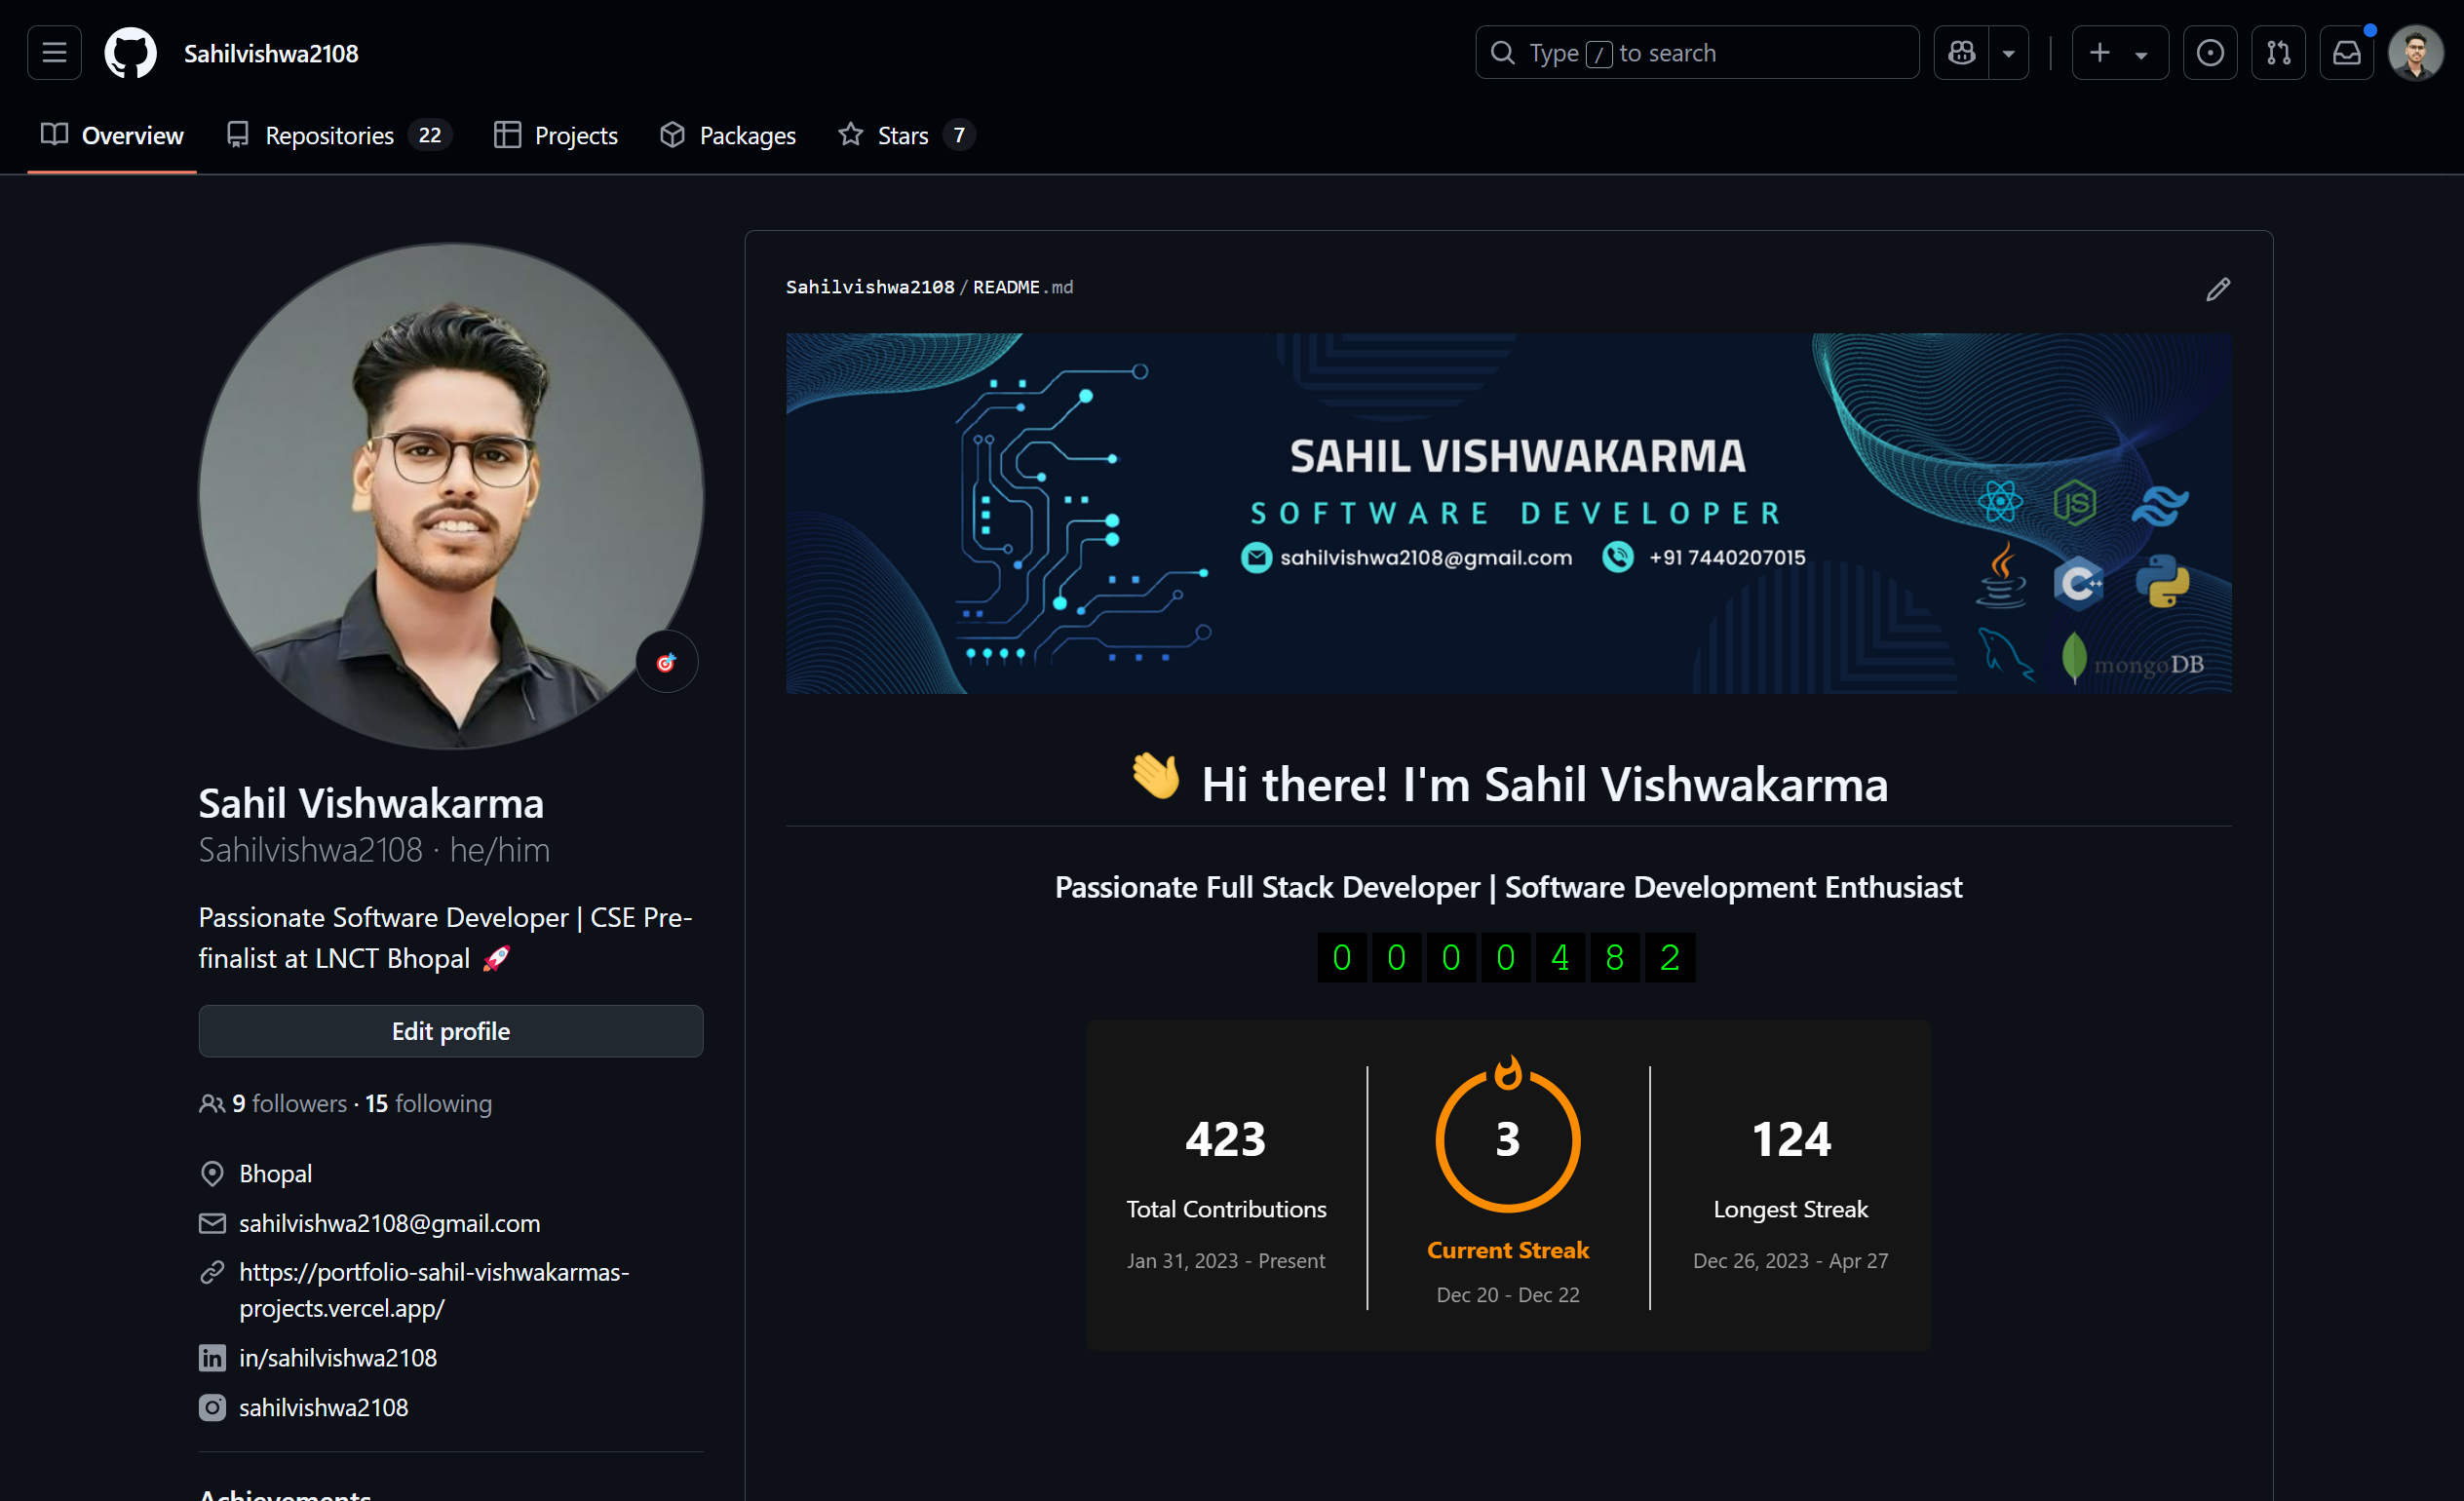 Sahilvishwa2108
Type / to search
Overview
Repositories 22
Projects
Packages
Stars 7
Sahil Vishwakarma
Sahilvishwa2108 · he/him
Passionate Software Developer | CSE Pre-
finalist at LNCT Bhopal 🚀
Edit profile
9 followers · 15 following
Bhopal
sahilvishwa2108@gmail.com
https://portfolio-sahil-vishwakarmas-
projects.vercel.app/
in/sahilvishwa2108
sahilvishwa2108
Achievements
Sahilvishwa2108 / README.md
SAHIL VISHWAKARMA
SOFTWARE DEVELOPER
sahilvishwa2108@gmail.com +91 7440207015
JS
C++
mongoDB
👋 Hi there! I'm Sahil Vishwakarma
Passionate Full Stack Developer | Software Development Enthusiast
0 0 0 0 4 8 2
423
Total Contributions
Jan 31, 2023 - Present
3
Current Streak
Dec 20 - Dec 22
124
Longest Streak
Dec 26, 2023 - Apr 27